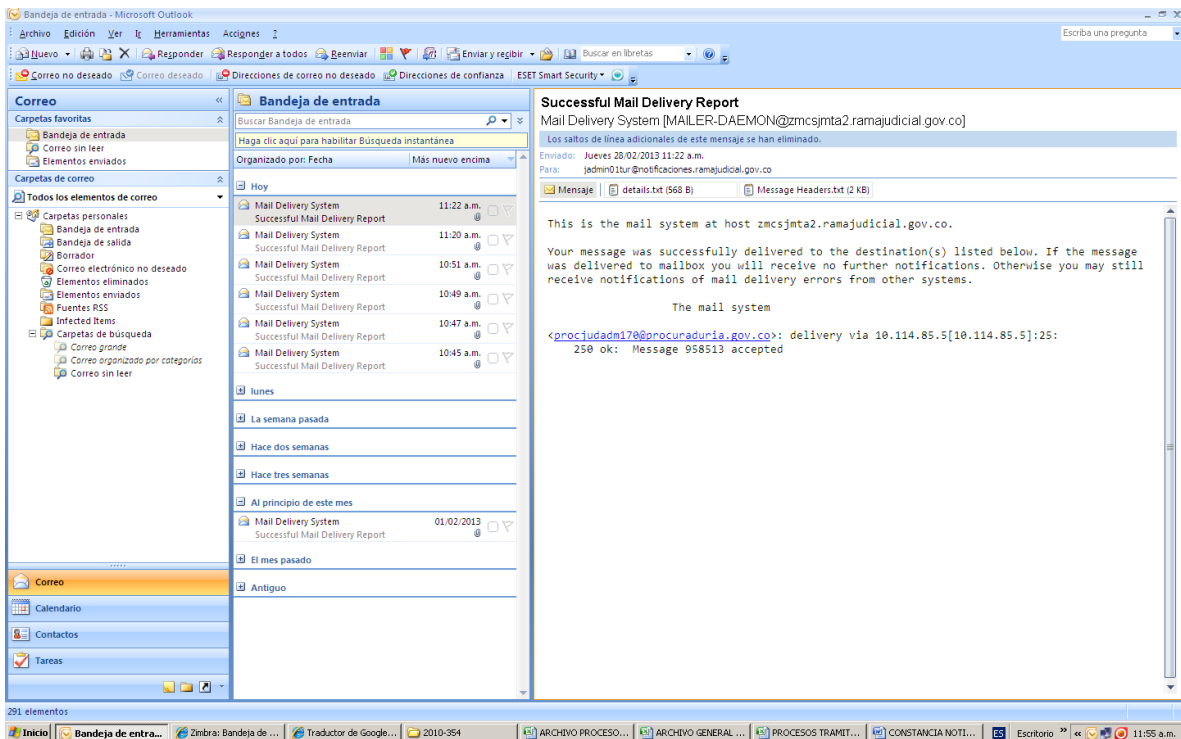 Bandeja de entrada - Microsoft Outlook
Archivo Edición Ver Ir Herramientas Acciones ?
Escriba una pregunta
Nuevo Responder Responder a todos Reenviar Enviar y recibir Buscar en libretas
Correo no deseado Correo deseado Direcciones de correo no deseado Direcciones de confianza ESET Smart Security
Correo
Carpetas favoritas
Bandeja de entrada
Correo sin leer
Elementos enviados
Carpetas de correo
Todos los elementos de correo
Carpetas personales
Bandeja de entrada
Bandeja de salida
Borrador
Correo electrónico no deseado
Elementos eliminados
Elementos enviados
Fuentes RSS
Infected Items
Carpetas de búsqueda
Correo grande
Correo organizado por categorías
Correo sin leer
Correo
Calendario
Contactos
Tareas
Bandeja de entrada
Buscar Bandeja de entrada
Haga clic aquí para habilitar Búsqueda instantánea
Organizado por: Fecha Más nuevo encima
Hoy
Mail Delivery System 11:22 a.m.
Successful Mail Delivery Report
Mail Delivery System 11:20 a.m.
Successful Mail Delivery Report
Mail Delivery System 10:51 a.m.
Successful Mail Delivery Report
Mail Delivery System 10:49 a.m.
Successful Mail Delivery Report
Mail Delivery System 10:47 a.m.
Successful Mail Delivery Report
Mail Delivery System 10:45 a.m.
Successful Mail Delivery Report
lunes
La semana pasada
Hace dos semanas
Hace tres semanas
Al principio de este mes
Mail Delivery System 01/02/2013
Successful Mail Delivery Report
El mes pasado
Antiguo
Successful Mail Delivery Report
Mail Delivery System [MAILER-DAEMON@zmcsjmta2.ramajudicial.gov.co]
Los saltos de línea adicionales de este mensaje se han eliminado.
Enviado: Jueves 28/02/2013 11:22 a.m.
Para: jadmin01tur@notificaciones.ramajudicial.gov.co
Mensaje details.txt (568 B) Message Headers.txt (2 KB)
This is the mail system at host zmcsjmta2.ramajudicial.gov.co.
Your message was successfully delivered to the destination(s) listed below. If the message
was delivered to mailbox you will receive no further notifications. Otherwise you may still
receive notifications of mail delivery errors from other systems.
The mail system
<procjudadm170@procuraduria.gov.co>: delivery via 10.114.85.5[10.114.85.5]:25:
250 ok: Message 958513 accepted
291 elementos
Inicio Bandeja de entra... Zimbra: Bandeja de ... Traductor de Google... 2010-354 ARCHIVO PROCESO... ARCHIVO GENERAL ... PROCESOS TRAMIT... CONSTANCIA NOTI... ES Escritorio » « 11:55 a.m.